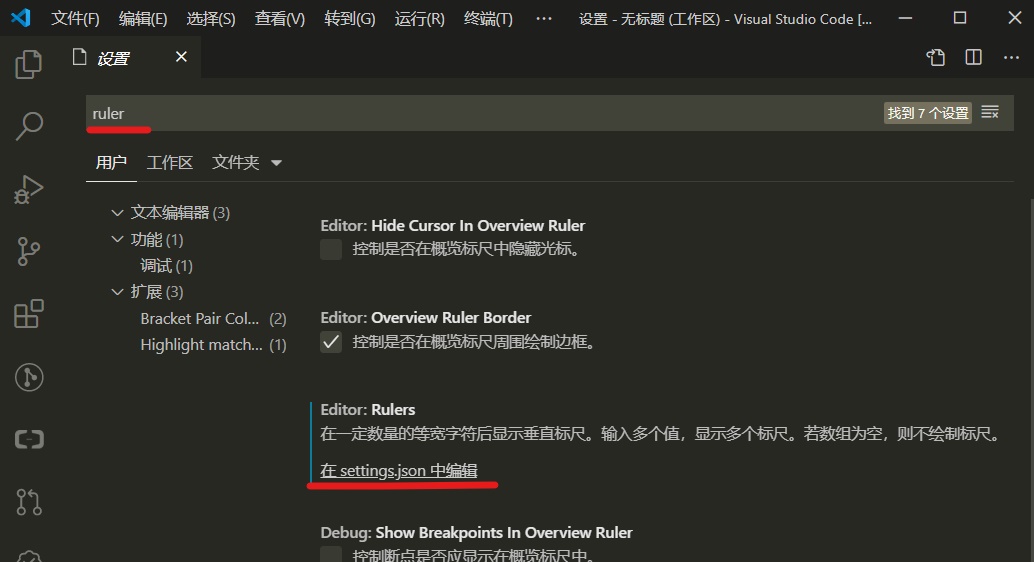 文件(F) 编辑(E) 选择(S) 查看(V) 转到(G) 运行(R) 终端(T) ··· 设置 - 无标题 (工作区) - Visual Studio Code [...
设置
ruler 找到 7 个设置
用户 工作区 文件夹
文本编辑器 (3)
功能 (1)
调试 (1)
扩展 (3)
Bracket Pair Col... (2)
Highlight match... (1)
Editor: Hide Cursor In Overview Ruler
控制是否在概览标尺中隐藏光标。
Editor: Overview Ruler Border
控制是否在概览标尺周围绘制边框。
Editor: Rulers
在一定数量的等宽字符后显示垂直标尺。输入多个值，显示多个标尺。若数组为空，则不绘制标尺。
在 settings.json 中编辑
Debug: Show Breakpoints In Overview Ruler
控制断点是否应显示在概览标尺中。